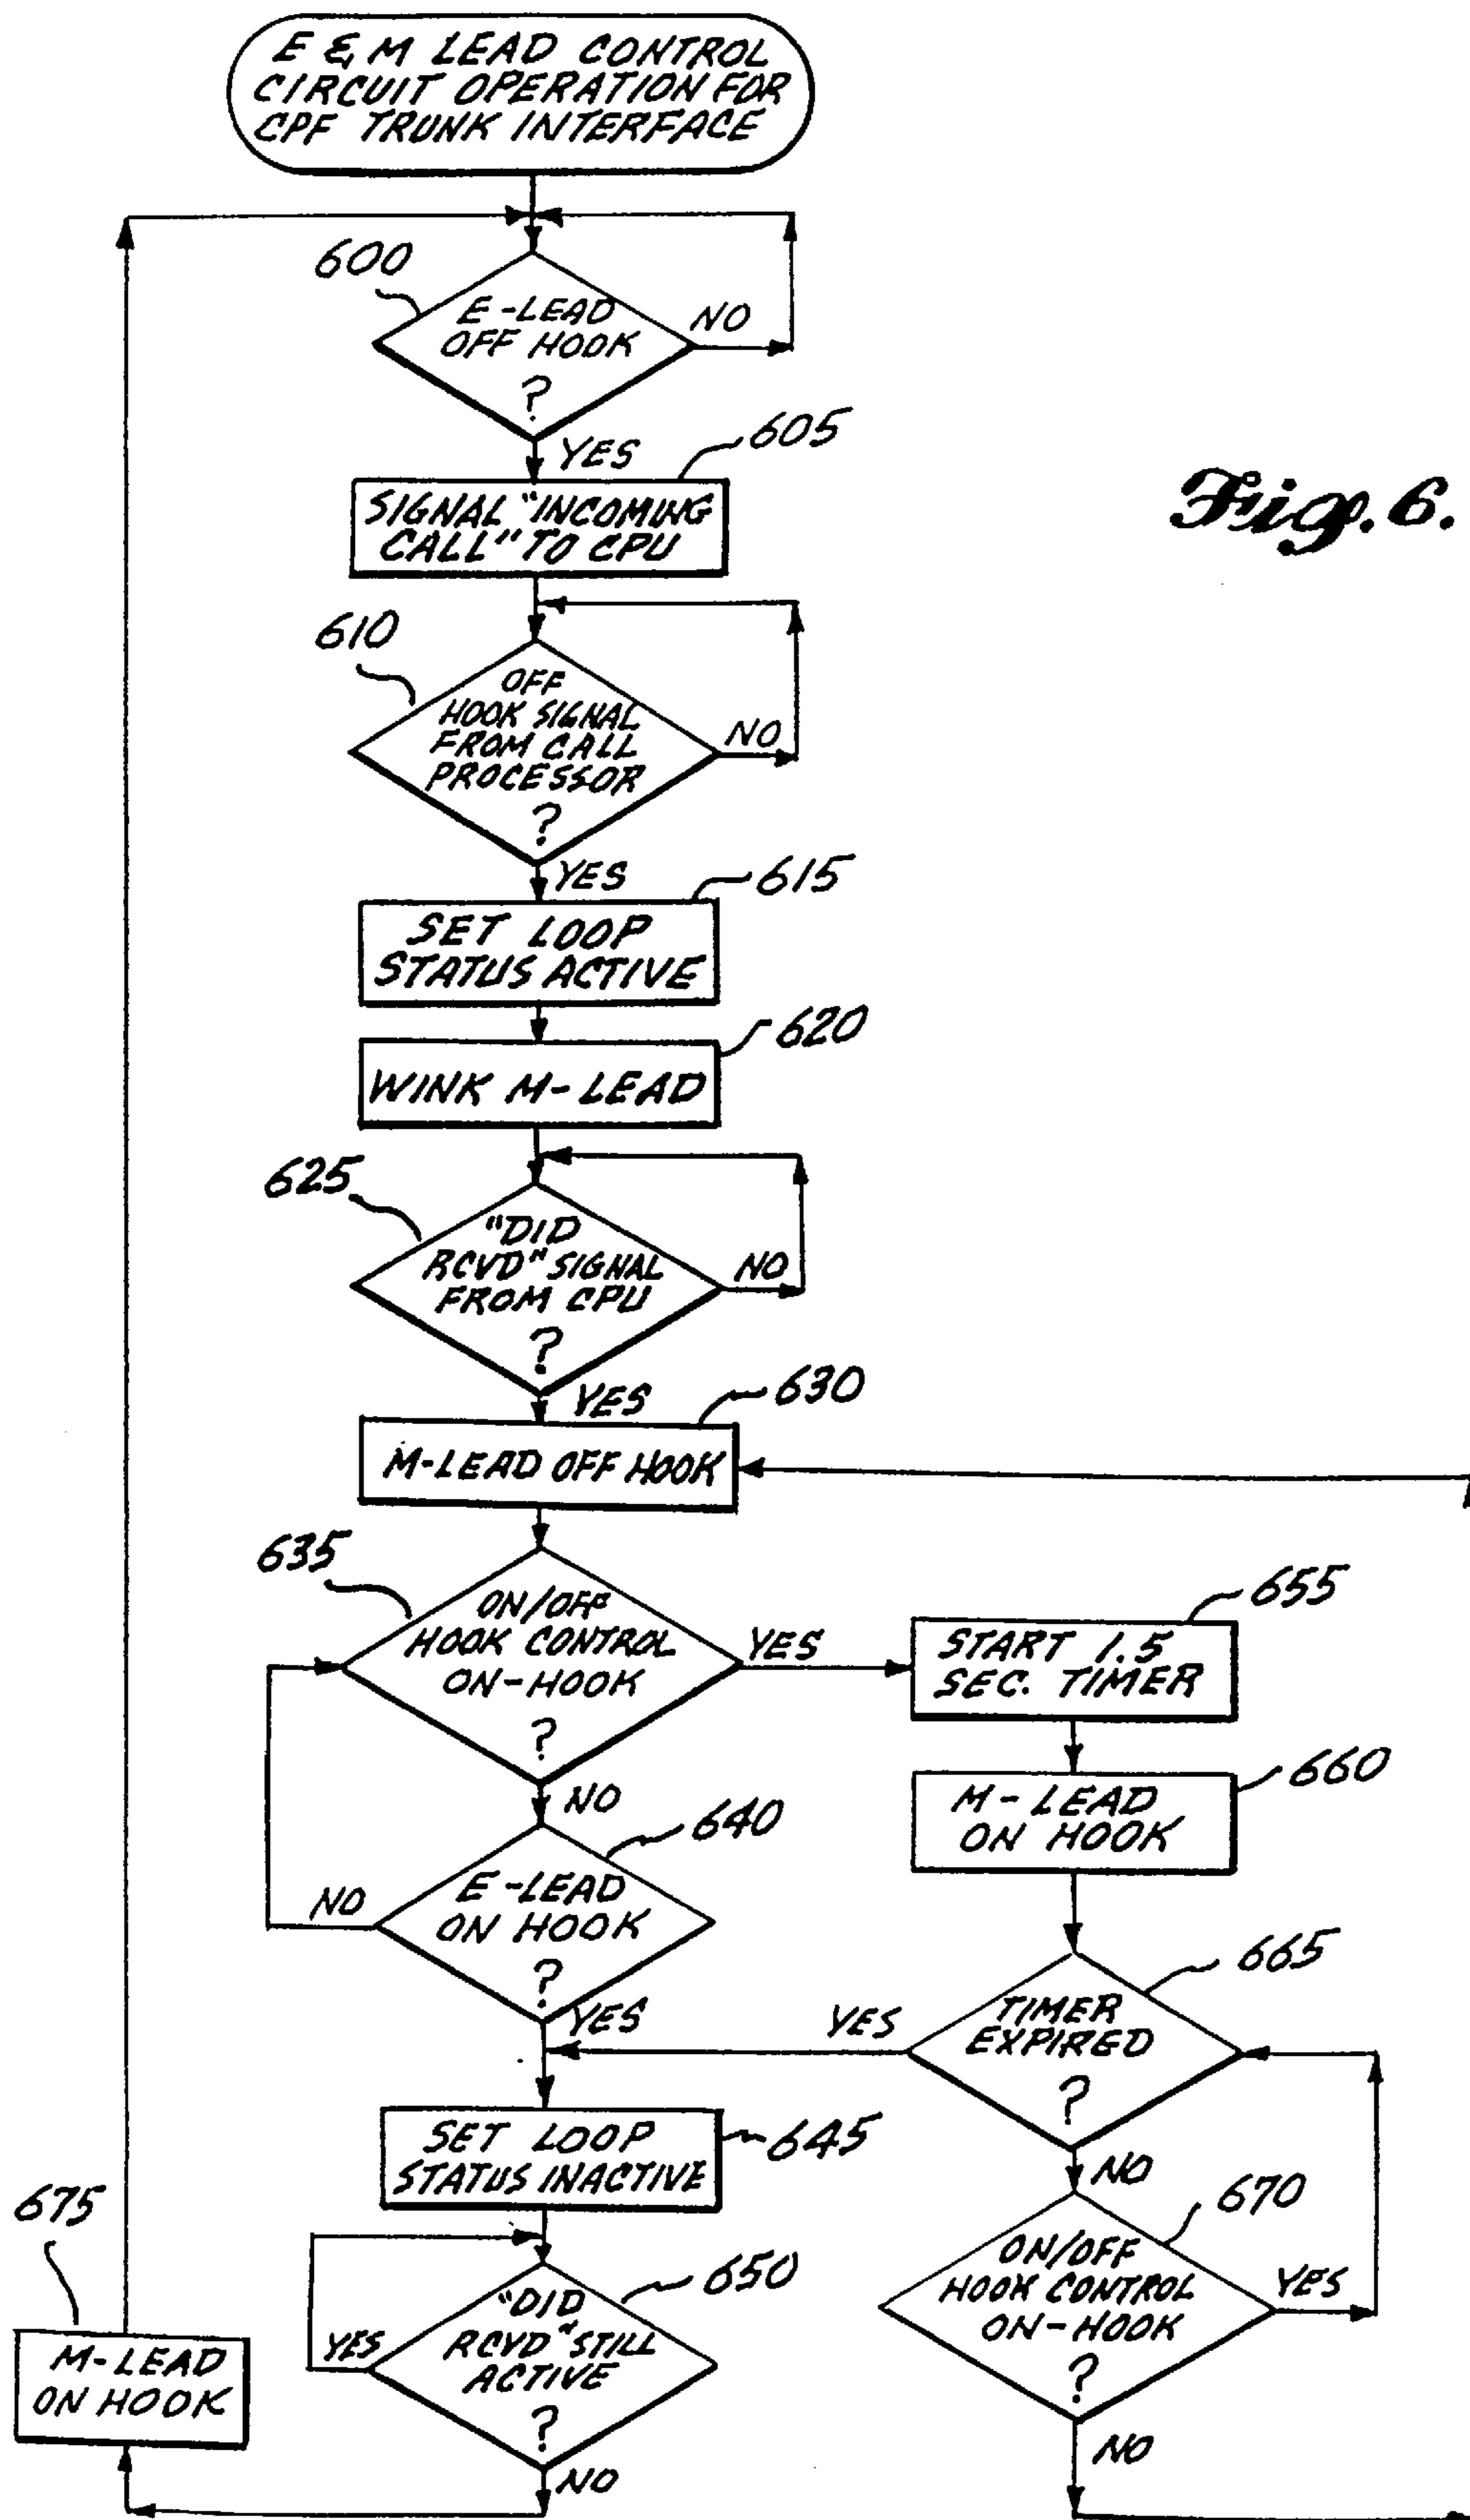 E & M LEAD CONTROL
CIRCUIT OPERATION FOR
CPF TRUNK INTERFACE
600
E-LEAD
OFF HOOK
?
NO
YES
605
SIGNAL "INCOMING
CALL" TO CPU
Fig. 6.
610
OFF
HOOK SIGNAL
FROM CALL
PROCESSOR
?
NO
YES
615
SET LOOP
STATUS ACTIVE
620
WINK M-LEAD
625
"DID
RCVD" SIGNAL
FROM CPU
?
NO
YES
630
M-LEAD OFF HOOK
635
ON/OFF
HOOK CONTROL
ON-HOOK
?
YES
NO
655
START 1.5
SEC. TIMER
660
M-LEAD
ON HOOK
640
E-LEAD
ON HOOK
?
NO
YES
665
TIMER
EXPIRED
?
YES
NO
645
SET LOOP
STATUS INACTIVE
670
ON/OFF
HOOK CONTROL
ON-HOOK
?
YES
NO
650
"DID
RCVD" STILL
ACTIVE
?
YES
NO
675
M-LEAD
ON HOOK